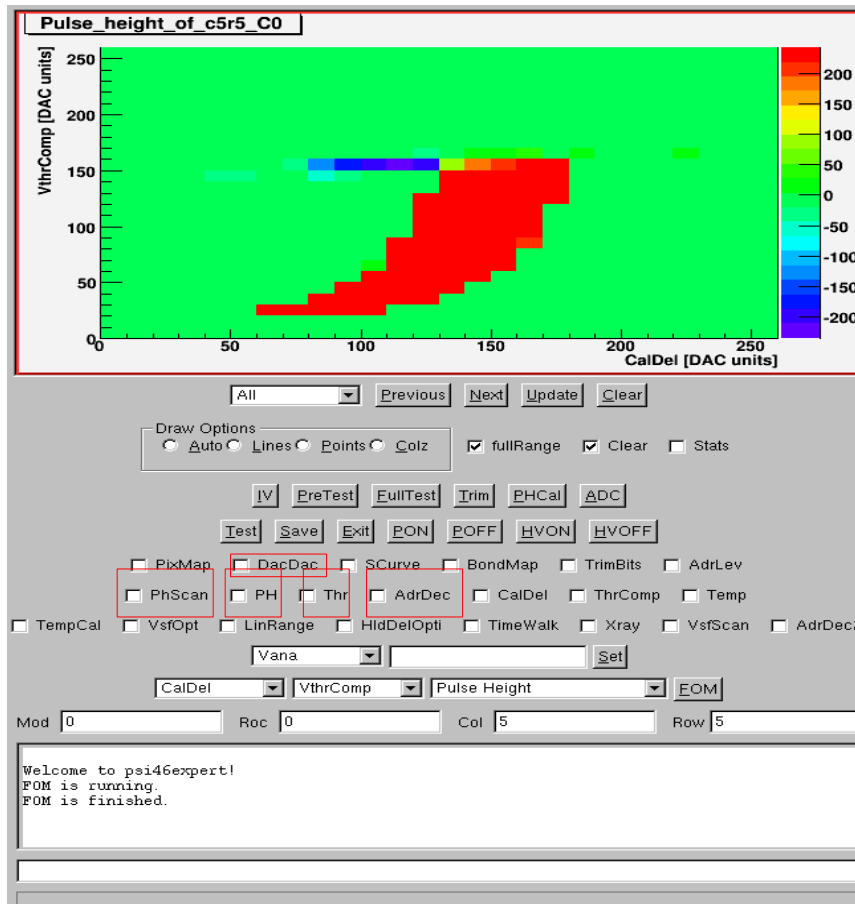 Pulse_height_of_c5r5_C0
VthrComp [DAC units]
250
200
150
100
50
0
0 50 100 150 200 250
CalDel [DAC units]
200
150
100
50
0
-50
-100
-150
-200
All Previous Next Update Clear
Draw Options
Auto Lines Points Colz fullRange Clear Stats
IV PreTest FullTest Trim PHCal ADC
Test Save Exit PON POFF HVON HVOFF
PixMap DacDac SCurve BondMap TrimBits AdrLev
PhScan PH Thr AdrDec CalDel ThrComp Temp
TempCal VsfOpt LinRange HldDelOpti TimeWalk Xray VsfScan
Vana Set
CalDel VthrComp Pulse Height FOM
Mod 0 Roc 0 Col 5 Row 5
Welcome to psi46expert!
FOM is running.
FOM is finished.